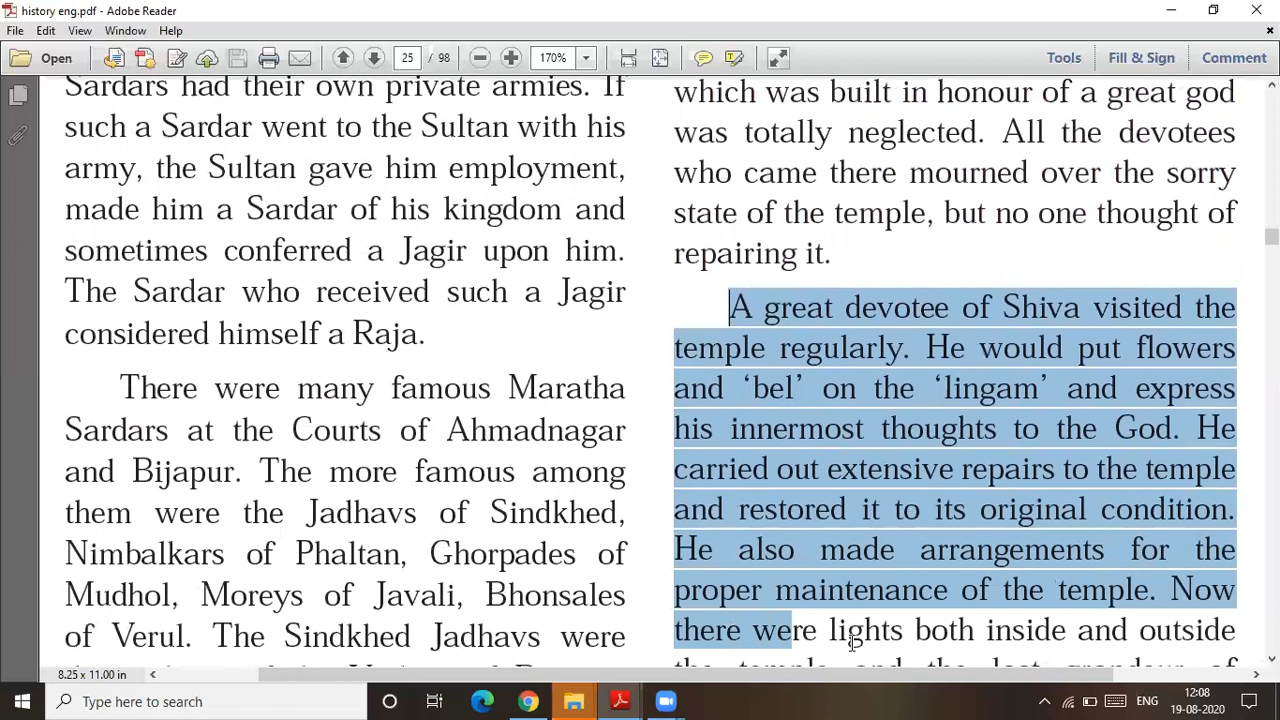 history eng.pdf - Adobe Reader
File Edit View Window Help
Open 25 / 98 170% Tools Fill & Sign Comment
Sardars had their own private armies. If
such a Sardar went to the Sultan with his
army, the Sultan gave him employment,
made him a Sardar of his kingdom and
sometimes conferred a Jagir upon him.
The Sardar who received such a Jagir
considered himself a Raja.
There were many famous Maratha
Sardars at the Courts of Ahmadnagar
and Bijapur. The more famous among
them were the Jadhavs of Sindkhed,
Nimbalkars of Phaltan, Ghorpades of
Mudhol, Moreys of Javali, Bhonsales
of Verul. The Sindkhed Jadhavs were
which was built in honour of a great god
was totally neglected. All the devotees
who came there mourned over the sorry
state of the temple, but no one thought of
repairing it.
A great devotee of Shiva visited the
temple regularly. He would put flowers
and ‘bel’ on the ‘lingam’ and express
his innermost thoughts to the God. He
carried out extensive repairs to the temple
and restored it to its original condition.
He also made arrangements for the
proper maintenance of the temple. Now
there were lights both inside and outside
the temple and the lost grandeur of
8.25 x 11.00 in
Type here to search
ENG
12:08
19-08-2020